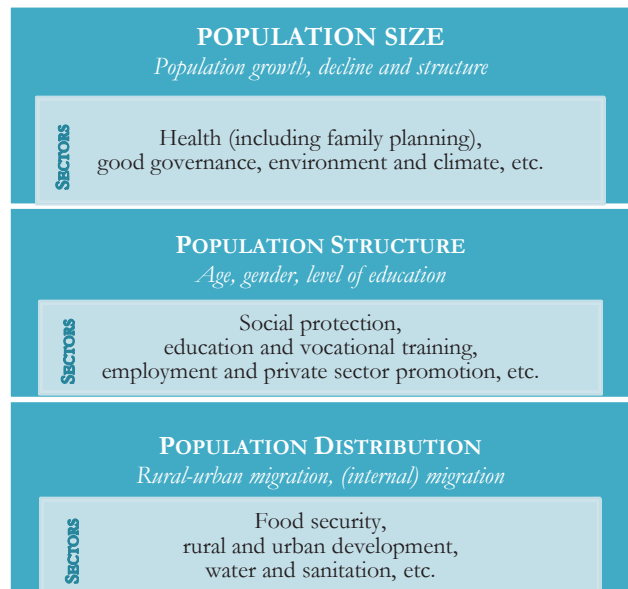 POPULATION SIZE
Population growth, decline and structure
SECTORS
Health (including family planning),
good governance, environment and climate, etc.
POPULATION STRUCTURE
Age, gender, level of education
SECTORS
Social protection,
education and vocational training,
employment and private sector promotion, etc.
POPULATION DISTRIBUTION
Rural-urban migration, (internal) migration
SECTORS
Food security,
rural and urban development,
water and sanitation, etc.